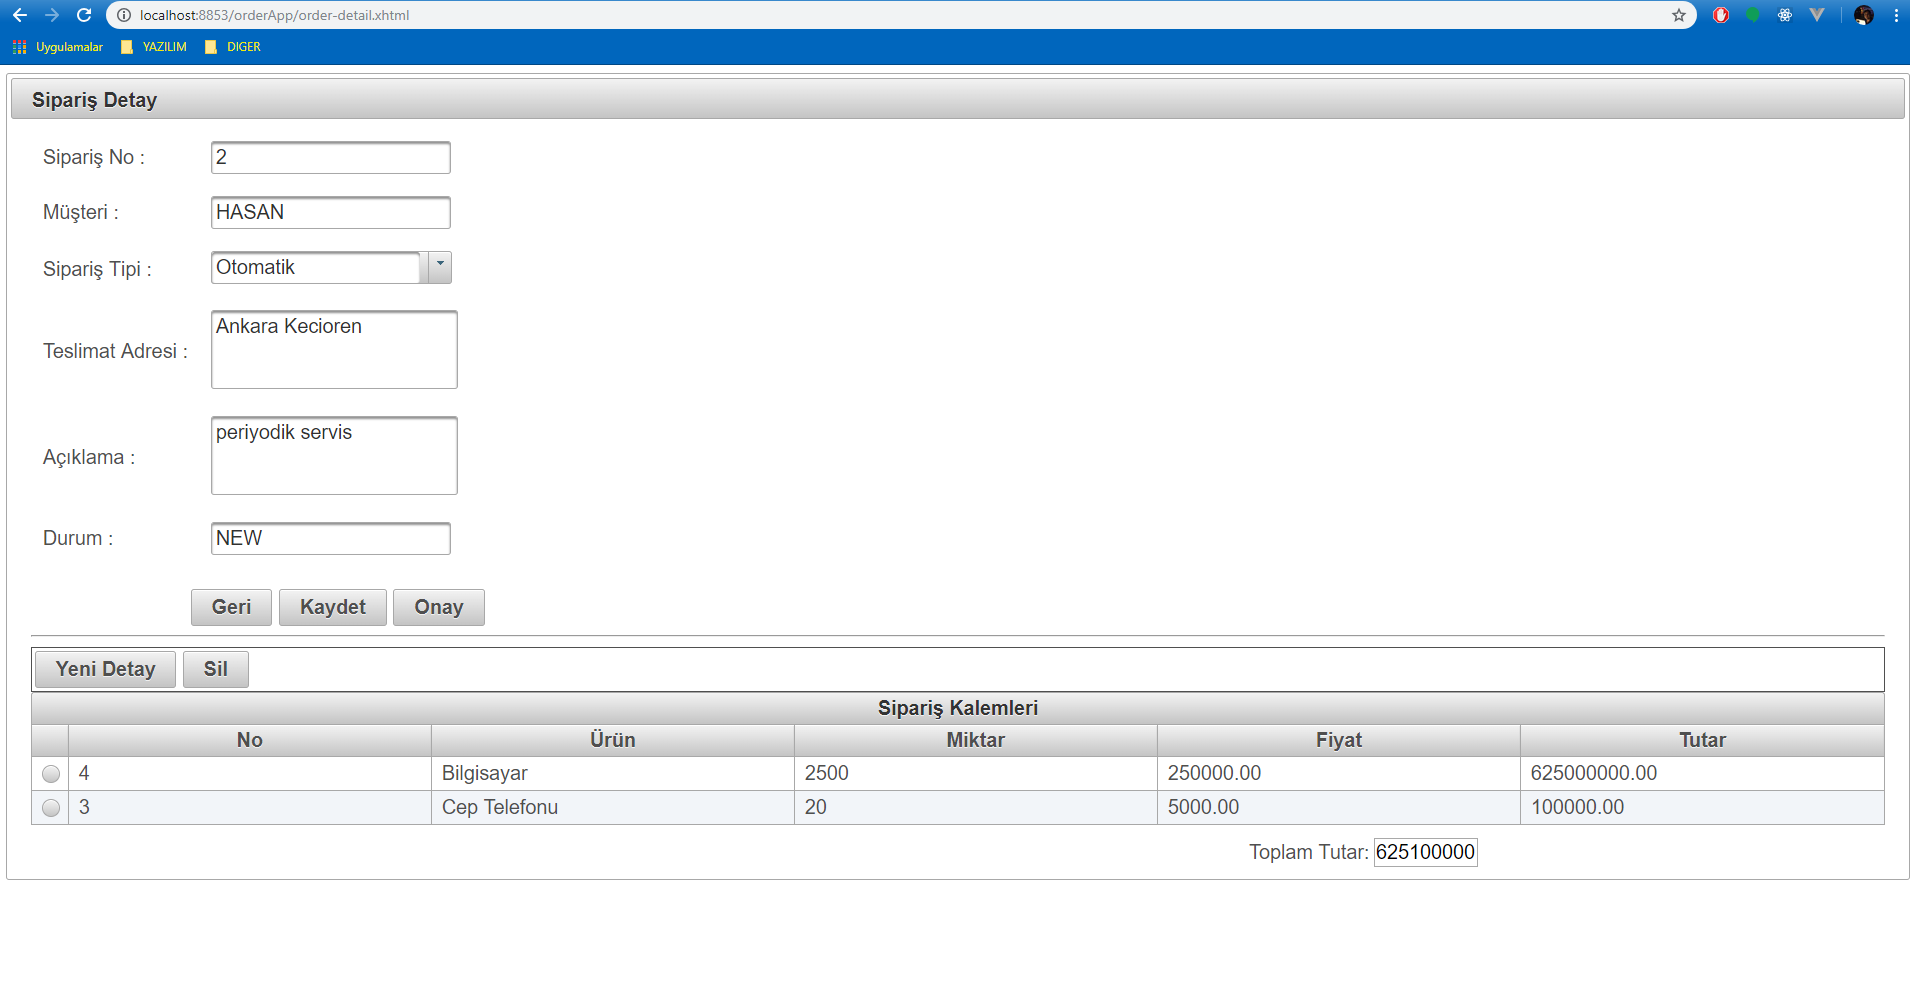 localhost:8853/orderApp/order-detail.xhtml
Uygulamalar YAZILIM DIGER
Sipariş Detay
Sipariş No : 2
Müşteri : HASAN
Sipariş Tipi : Otomatik
Teslimat Adresi : Ankara Kecioren
Açıklama : periyodik servis
Durum : NEW
Geri Kaydet Onay
Yeni Detay Sil
Sipariş Kalemleri
No Ürün Miktar Fiyat Tutar
4 Bilgisayar 2500 250000.00 625000000.00
3 Cep Telefonu 20 5000.00 100000.00
Toplam Tutar: 625100000